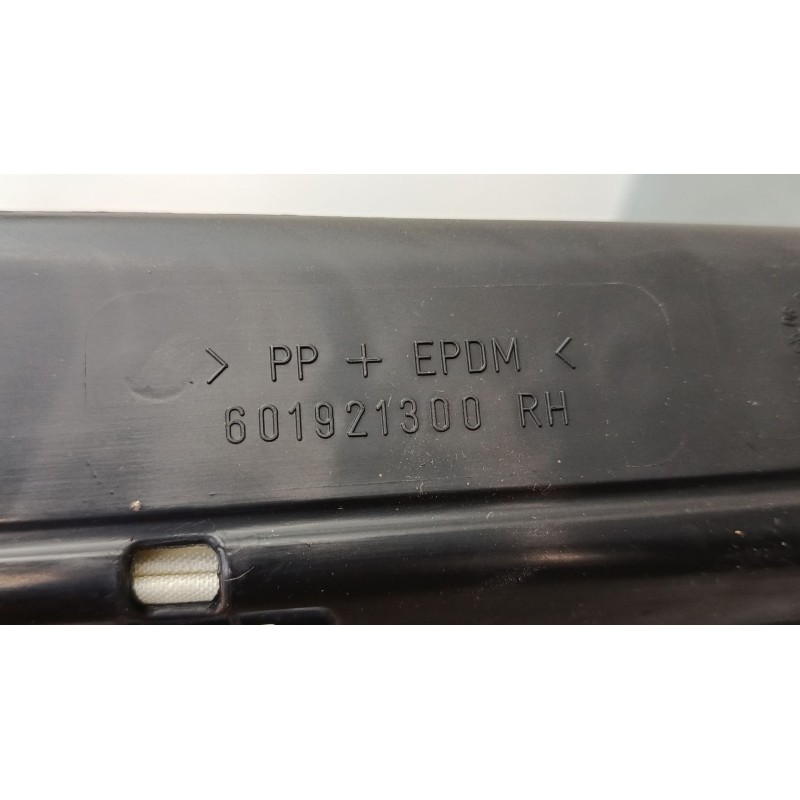 > PP + EPDM <
601921300 RH